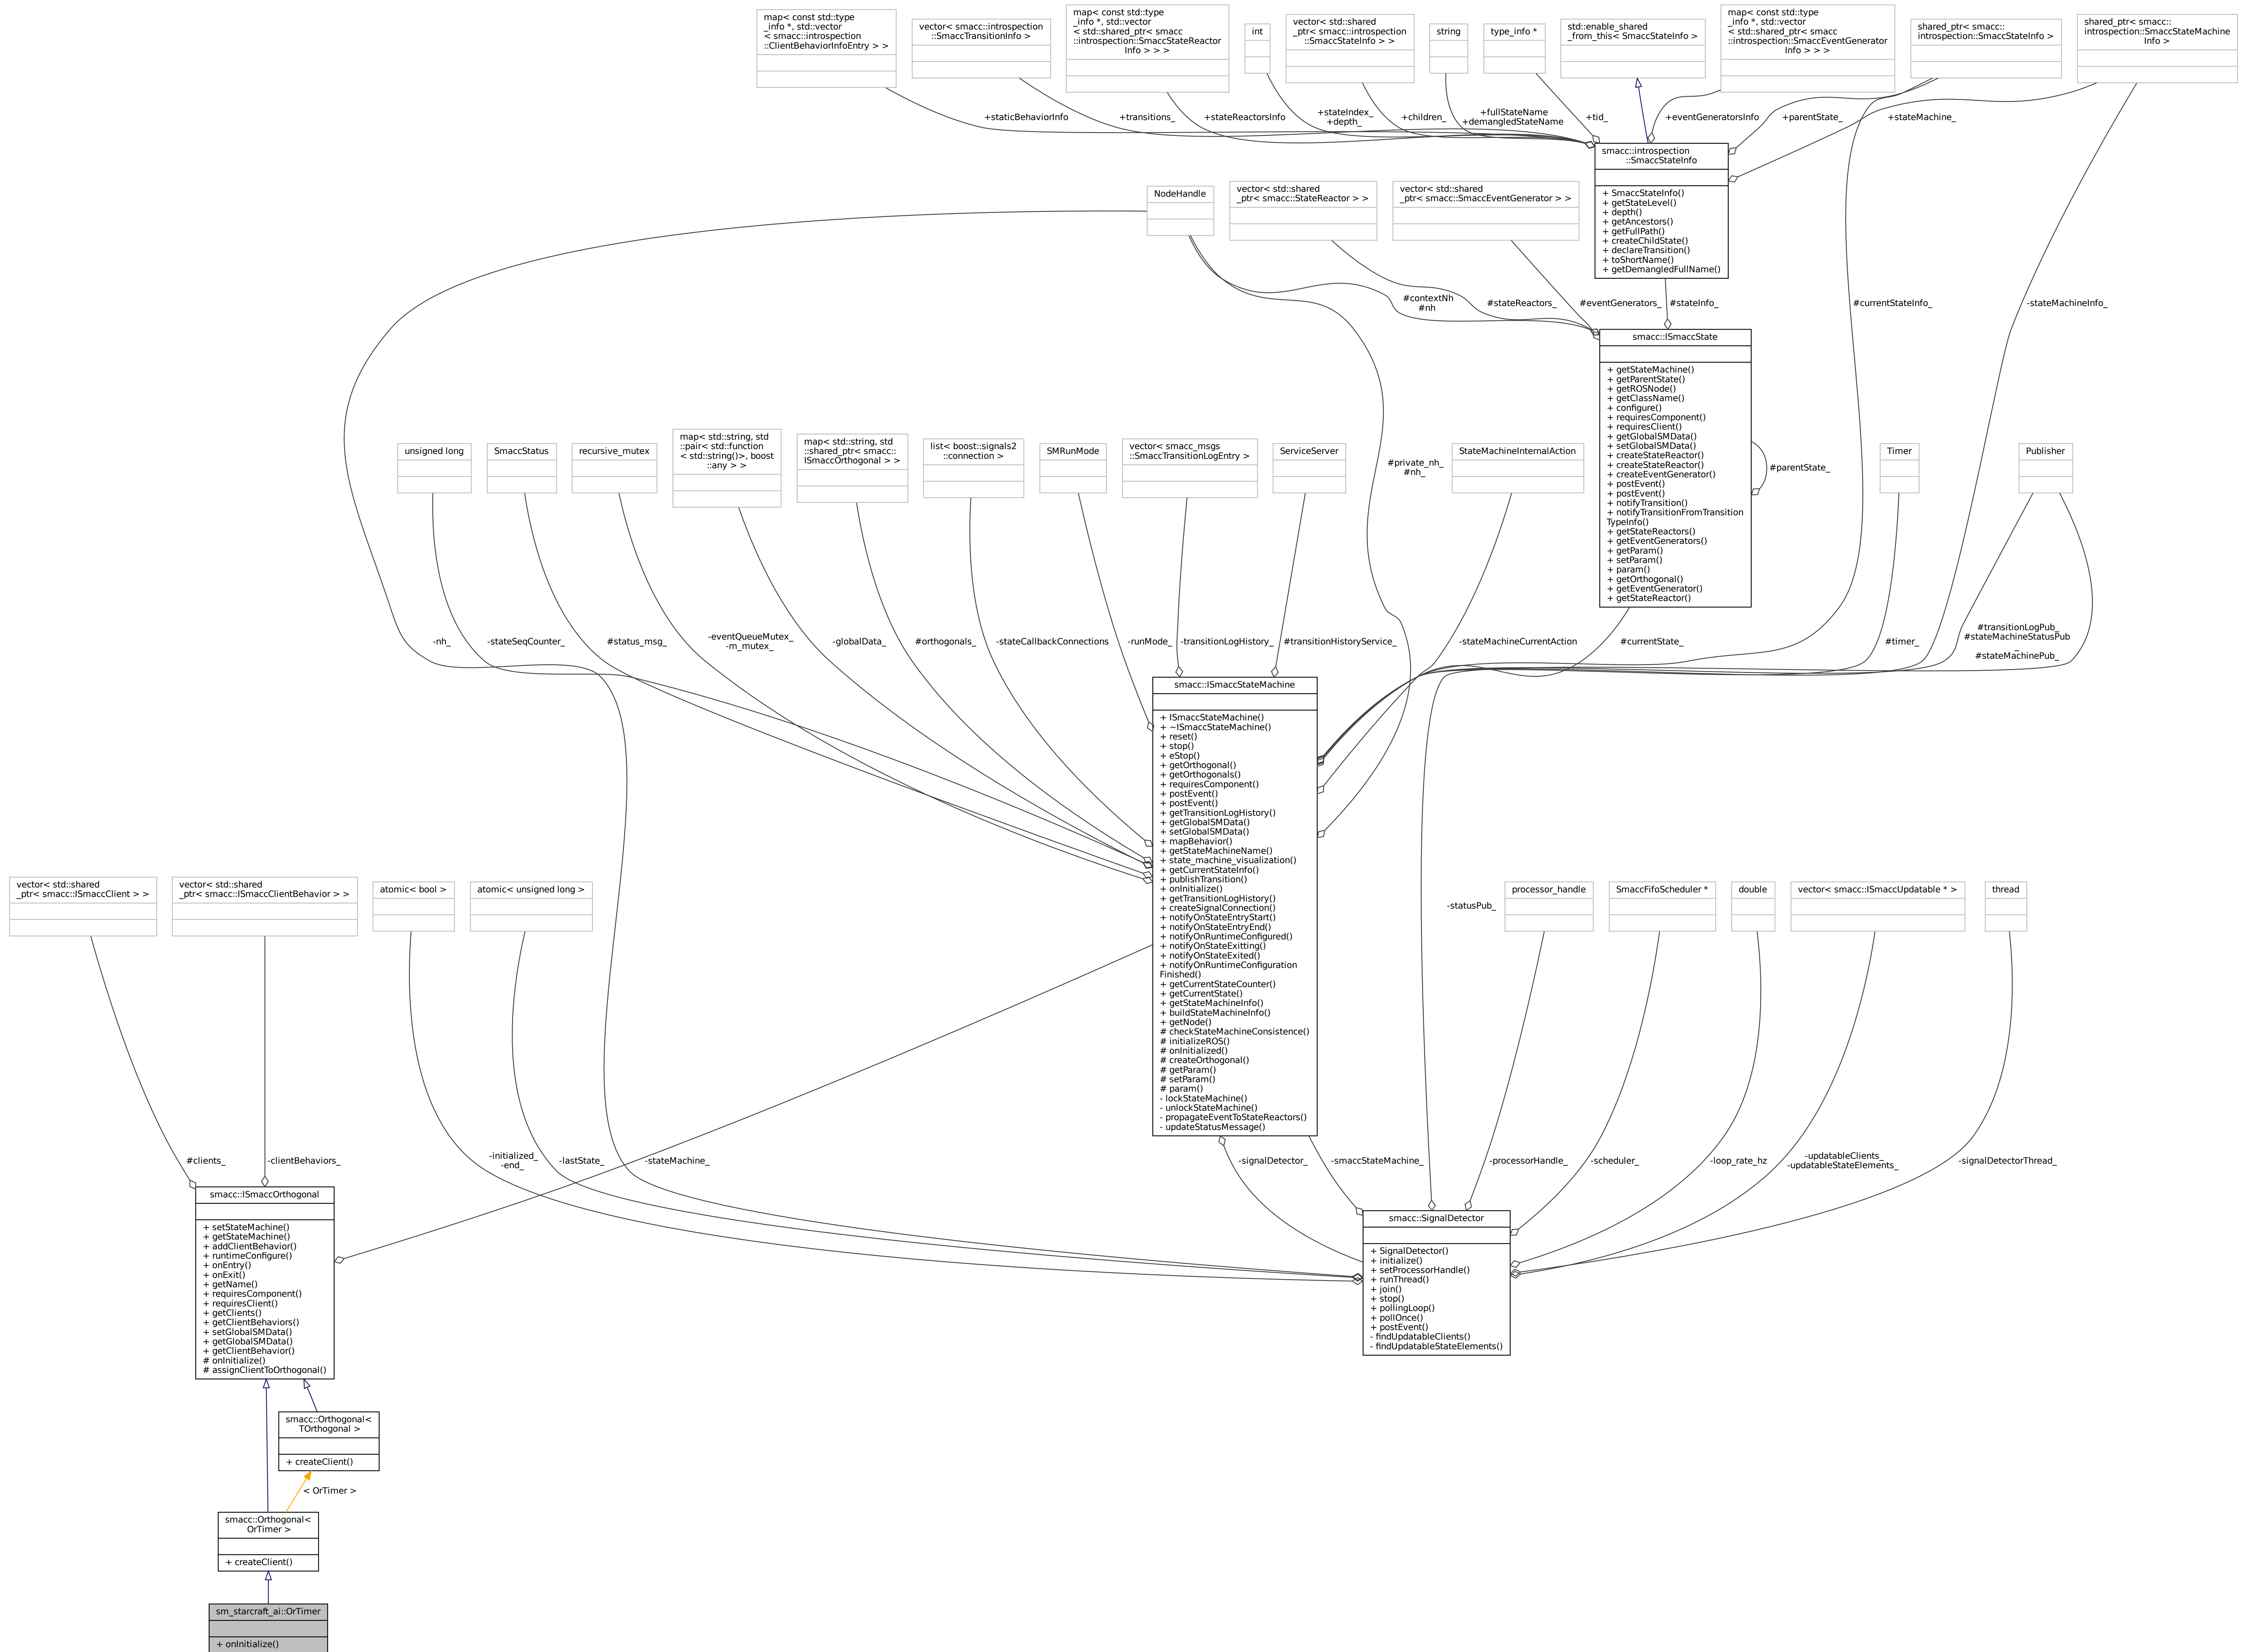 map< const std::type
_info *, std::vector
< smacc::introspection
::ClientBehaviorInfoEntry > >
vector< smacc::introspection
::SmaccTransitionInfo >
map< const std::type
_info *, std::vector
< std::shared_ptr< smacc
::introspection::SmaccStateReactor
Info > > >
int
vector< std::shared
_ptr< smacc::introspection
::SmaccStateInfo > >
string
type_info *
std::enable_shared
_from_this< SmaccStateInfo >
map< const std::type
_info *, std::vector
< std::shared_ptr< smacc
::introspection::SmaccEventGenerator
Info > > >
shared_ptr< smacc::
introspection::SmaccStateInfo >
shared_ptr< smacc::
introspection::SmaccStateMachine
Info >
+staticBehaviorInfo
+transitions_
+stateReactorsInfo
+stateIndex_
+depth_
+children_
+fullStateName
+demangledStateName
+tid_
+eventGeneratorsInfo
+parentState_
+stateMachine_
smacc::introspection
::SmaccStateInfo
+ SmaccStateInfo()
+ getStateLevel()
+ depth()
+ getAncestors()
+ getFullPath()
+ createChildState()
+ declareTransition()
+ toShortName()
+ getDemangledFullName()
NodeHandle
vector< std::shared
_ptr< smacc::StateReactor > >
vector< std::shared
_ptr< smacc::SmaccEventGenerator > >
#contextNh
#nh
#stateReactors_
#eventGenerators_
#stateInfo_
#currentStateInfo_
-stateMachineInfo_
smacc::ISmaccState
+ getStateMachine()
+ getParentState()
+ getROSNode()
+ getClassName()
+ configure()
+ requiresComponent()
+ requiresClient()
+ getGlobalSMData()
+ setGlobalSMData()
+ createStateReactor()
+ createStateReactor()
+ createEventGenerator()
+ postEvent()
+ postEvent()
+ notifyTransition()
+ notifyTransitionFromTransition
TypeInfo()
+ getStateReactors()
+ getEventGenerators()
+ getParam()
+ setParam()
+ param()
+ getOrthogonal()
+ getEventGenerator()
+ getStateReactor()
#parentState_
unsigned long
SmaccStatus
recursive_mutex
map< std::string, std
::pair< std::function
< std::string()>, boost
::any > >
map< std::string, std
::shared_ptr< smacc::
ISmaccOrthogonal > >
list< boost::signals2
::connection >
SMRunMode
vector< smacc_msgs
::SmaccTransitionLogEntry >
ServiceServer
#private_nh_
#nh_
StateMachineInternalAction
Timer
Publisher
-nh_
-stateSeqCounter_
#status_msg_
-eventQueueMutex_
-m_mutex_
-globalData_
#orthogonals_
-stateCallbackConnections
-runMode_
-transitionLogHistory_
#transitionHistoryService_
-stateMachineCurrentAction
#currentState_
#timer_
#transitionLogPub_
#stateMachineStatusPub
_
#stateMachinePub_
smacc::ISmaccStateMachine
+ ISmaccStateMachine()
+ ~ISmaccStateMachine()
+ reset()
+ stop()
+ eStop()
+ getOrthogonal()
+ getOrthogonals()
+ requiresComponent()
+ postEvent()
+ postEvent()
+ getTransitionLogHistory()
+ getGlobalSMData()
+ setGlobalSMData()
+ mapBehavior()
+ getStateMachineName()
+ state_machine_visualization()
+ getCurrentStateInfo()
+ publishTransition()
+ onInitialize()
+ getTransitionLogHistory()
+ createSignalConnection()
+ notifyOnStateEntryStart()
+ notifyOnStateEntryEnd()
+ notifyOnRuntimeConfigured()
+ notifyOnStateExitting()
+ notifyOnStateExited()
+ notifyOnRuntimeConfiguration
Finished()
+ getCurrentStateCounter()
+ getCurrentState()
+ getStateMachineInfo()
+ buildStateMachineInfo()
+ getNode()
# checkStateMachineConsistence()
# initializeROS()
# onInitialized()
# createOrthogonal()
# getParam()
# setParam()
# param()
- lockStateMachine()
- unlockStateMachine()
- propagateEventToStateReactors()
- updateStatusMessage()
vector< std::shared
_ptr< smacc::ISmaccClient > >
vector< std::shared
_ptr< smacc::ISmaccClientBehavior > >
atomic< bool >
atomic< unsigned long >
-statusPub_
processor_handle
SmaccFifoScheduler *
double
vector< smacc::ISmaccUpdatable * >
thread
#clients_
-clientBehaviors_
-initialized_
-end_
-lastState_
-stateMachine_
-signalDetector_
-smaccStateMachine_
-processorHandle_
-scheduler_
-loop_rate_hz
-updatableClients_
-updatableStateElements_
-signalDetectorThread_
smacc::ISmaccOrthogonal
+ setStateMachine()
+ getStateMachine()
+ addClientBehavior()
+ runtimeConfigure()
+ onEntry()
+ onExit()
+ getName()
+ requiresComponent()
+ requiresClient()
+ getClients()
+ getClientBehaviors()
+ setGlobalSMData()
+ getGlobalSMData()
+ getClientBehavior()
# onInitialize()
# assignClientToOrthogonal()
smacc::SignalDetector
+ SignalDetector()
+ initialize()
+ setProcessorHandle()
+ runThread()
+ join()
+ stop()
+ pollingLoop()
+ pollOnce()
+ postEvent()
- findUpdatableClients()
- findUpdatableStateElements()
smacc::Orthogonal<
TOrthogonal >
+ createClient()
< OrTimer >
smacc::Orthogonal<
OrTimer >
+ createClient()
sm_starcraft_ai::OrTimer
+ onInitialize()